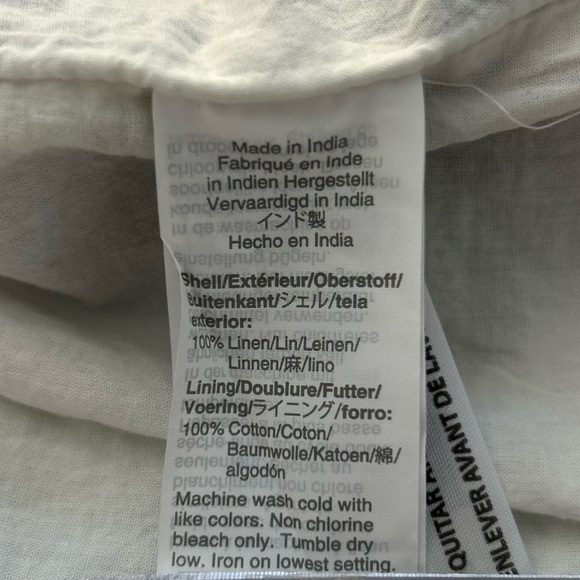 Made in India
Fabriqué en Inde
in Indien Hergestellt
Vervaardigd in India
インド製
Hecho en India
Shell/Extérieur/Oberstoff/
Buitenkant/シェル/tela
exterior:
100% Linen/Lin/Leinen/
Linnen/麻/lino
Lining/Doublure/Futter/
Voering/ライニング/forro:
100% Cotton/Coton/
Baumwolle/Katoen/綿/
algodón
Machine wash cold with
like colors. Non chlorine
bleach only. Tumble dry
low. Iron on lowest setting.
QUITAR
ENLEVER AVANT DE